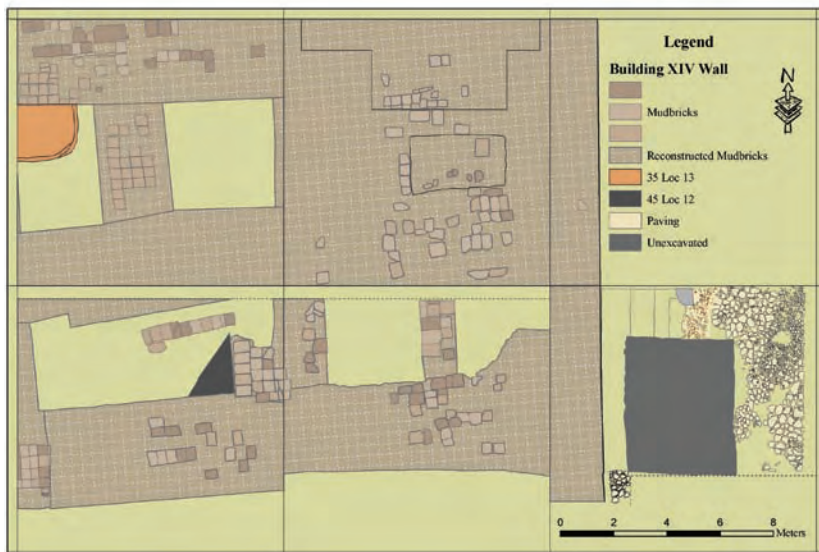 Legend
Building XIV Wall
N
Mudbricks
Reconstructed Mudbricks
35 Loc 13
45 Loc 12
Paving
Unexcavated
0 2 4 6 8
Meters